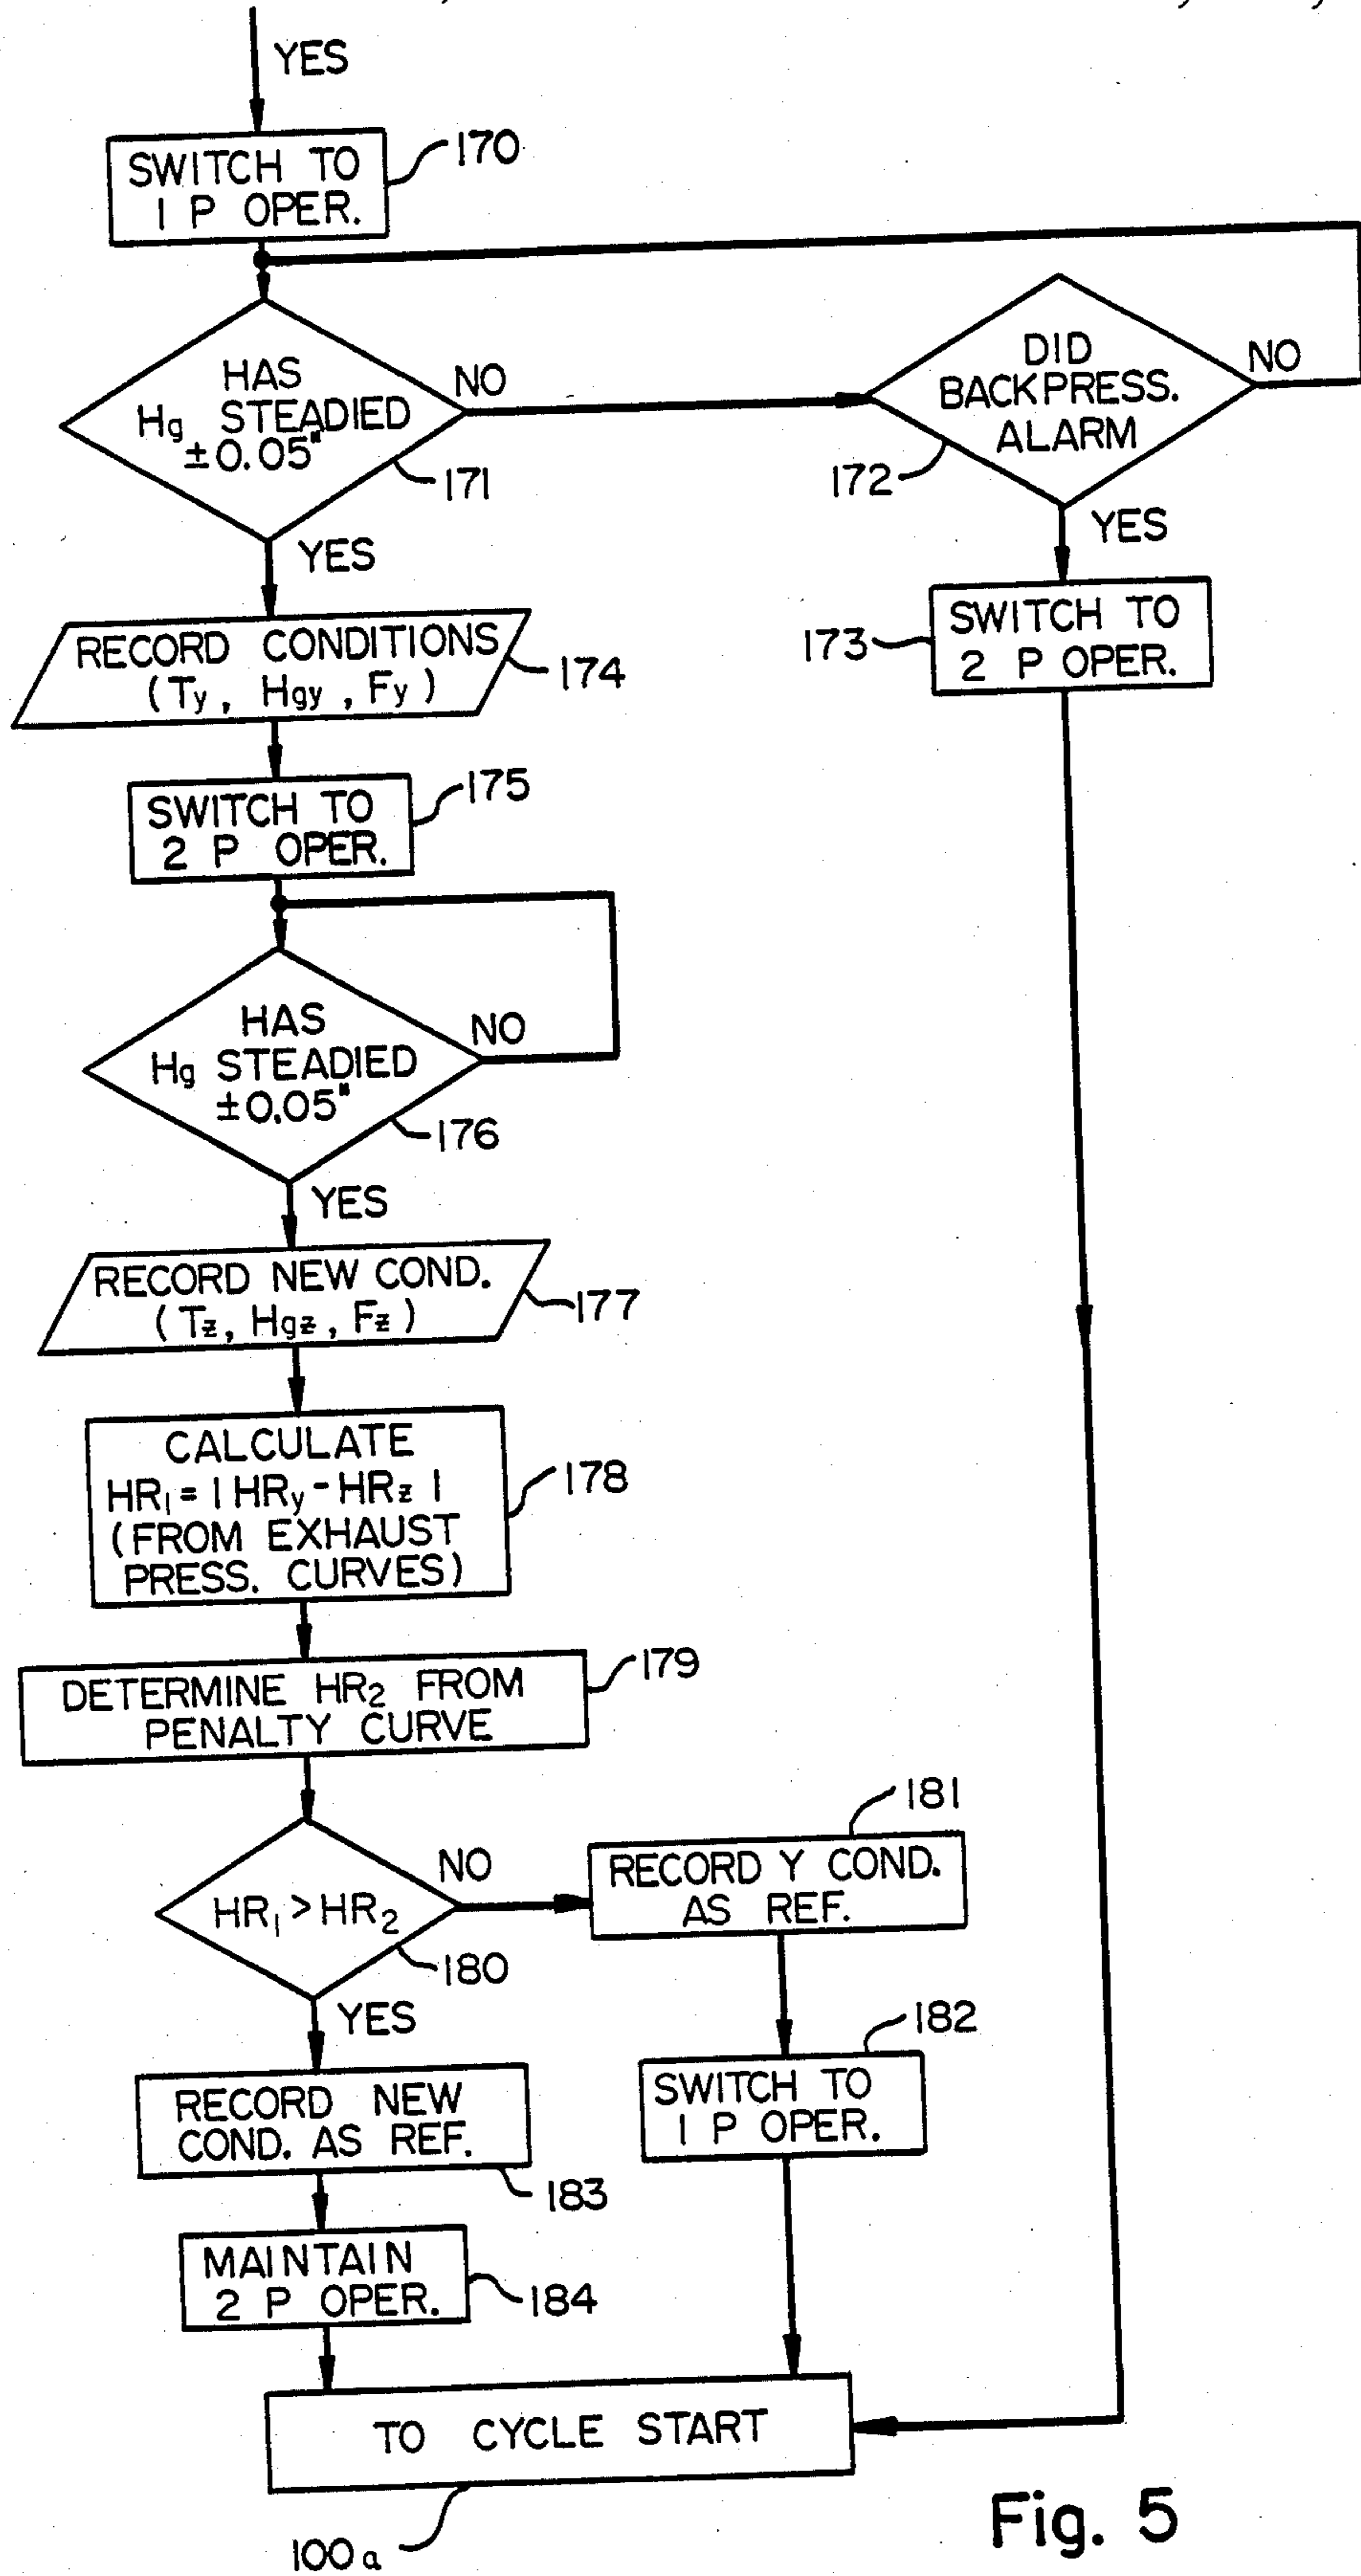 YES
SWITCH TO
1 P OPER.
170
HAS
Hg STEADIED
±0.05"
NO
171
YES
DID
BACKPRESS.
ALARM
NO
172
YES
SWITCH TO
2 P OPER.
173
RECORD CONDITIONS
(Ty, Hgy, Fy)
174
SWITCH TO
2 P OPER.
175
HAS
Hg STEADIED
±0.05"
NO
176
YES
RECORD NEW COND.
(Tz, Hgz, Fz)
177
CALCULATE
HR₁ = |HRy - HRz|
(FROM EXHAUST
PRESS. CURVES)
178
DETERMINE HR₂ FROM
PENALTY CURVE
179
HR₁ > HR₂
NO
180
YES
RECORD Y COND.
AS REF.
181
SWITCH TO
1 P OPER.
182
RECORD NEW
COND. AS REF.
183
MAINTAIN
2 P OPER.
184
TO CYCLE START
100a
Fig. 5